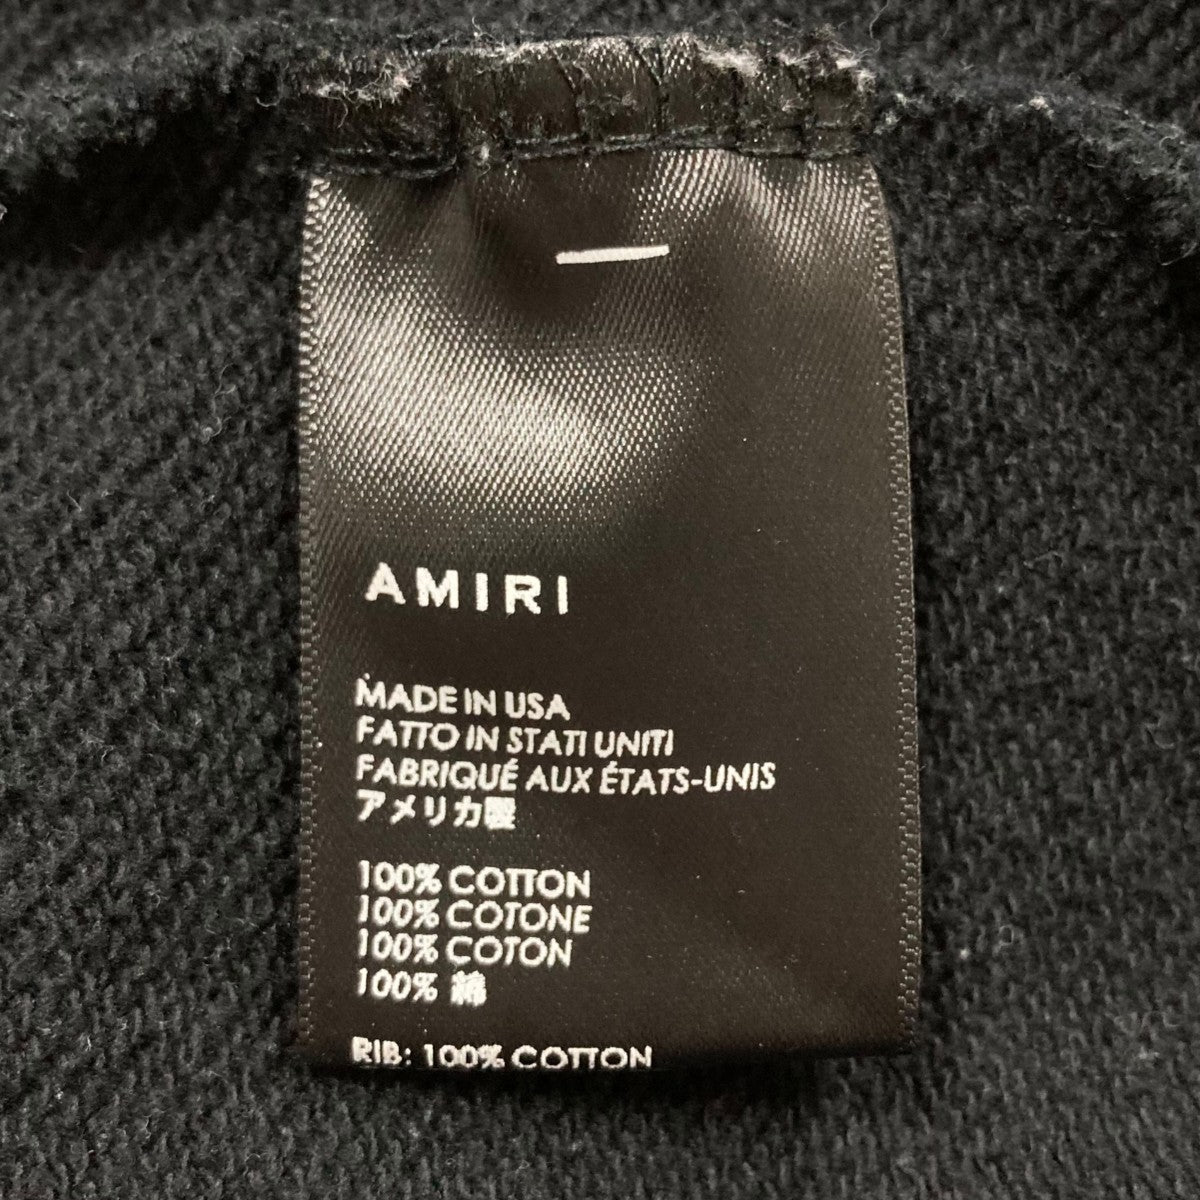 AMIRI
MADE IN USA
FATTO IN STATI UNITI
FABRIQUÉ AUX ÉTATS-UNIS
アメリカ製
100% COTTON
100% COTONE
100% COTON
100% 綿
RIB: 100% COTTON